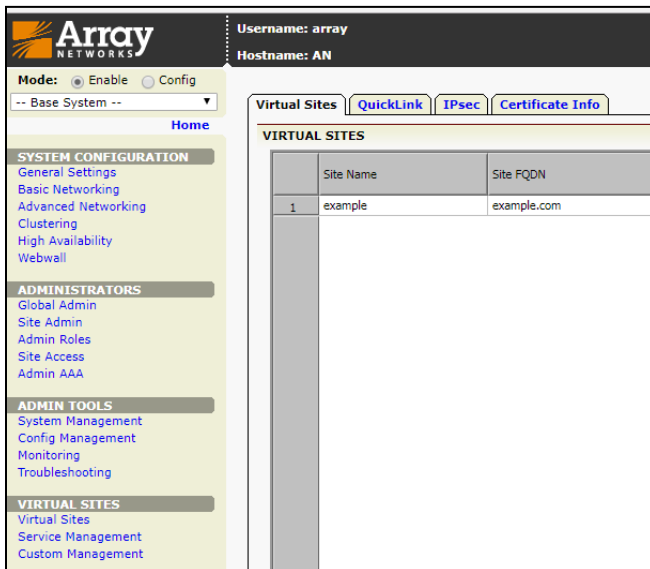 Array
NETWORKS
Username: array
Hostname: AN
Mode: Enable Config
-- Base System --
Home
SYSTEM CONFIGURATION
General Settings
Basic Networking
Advanced Networking
Clustering
High Availability
Webwall
ADMINISTRATORS
Global Admin
Site Admin
Admin Roles
Site Access
Admin AAA
ADMIN TOOLS
System Management
Config Management
Monitoring
Troubleshooting
VIRTUAL SITES
Virtual Sites
Service Management
Custom Management
Virtual Sites QuickLink IPsec Certificate Info
VIRTUAL SITES
Site Name Site FQDN
1 example example.com